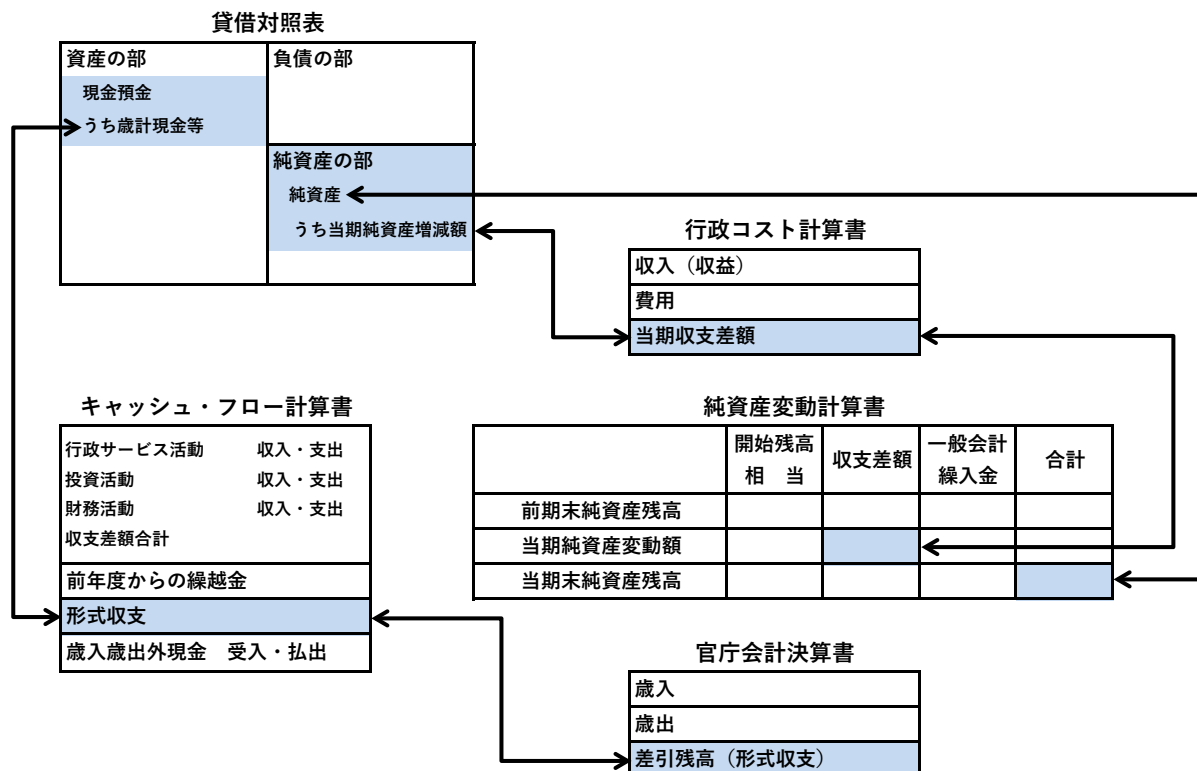 貸借対照表
資産の部
負債の部
現金預金
うち歳計現金等
純資産の部
純資産
うち当期純資産増減額
行政コスト計算書
収入（収益）
費用
当期収支差額
キャッシュ・フロー計算書
行政サービス活動　収入・支出
投資活動　収入・支出
財務活動　収入・支出
収支差額合計
前年度からの繰越金
形式収支
歳入歳出外現金　受入・払出
純資産変動計算書
開始残高
相　当
収支差額
一般会計
繰入金
合計
前期末純資産残高
当期純資産変動額
当期末純資産残高
官庁会計決算書
歳入
歳出
差引残高（形式収支）